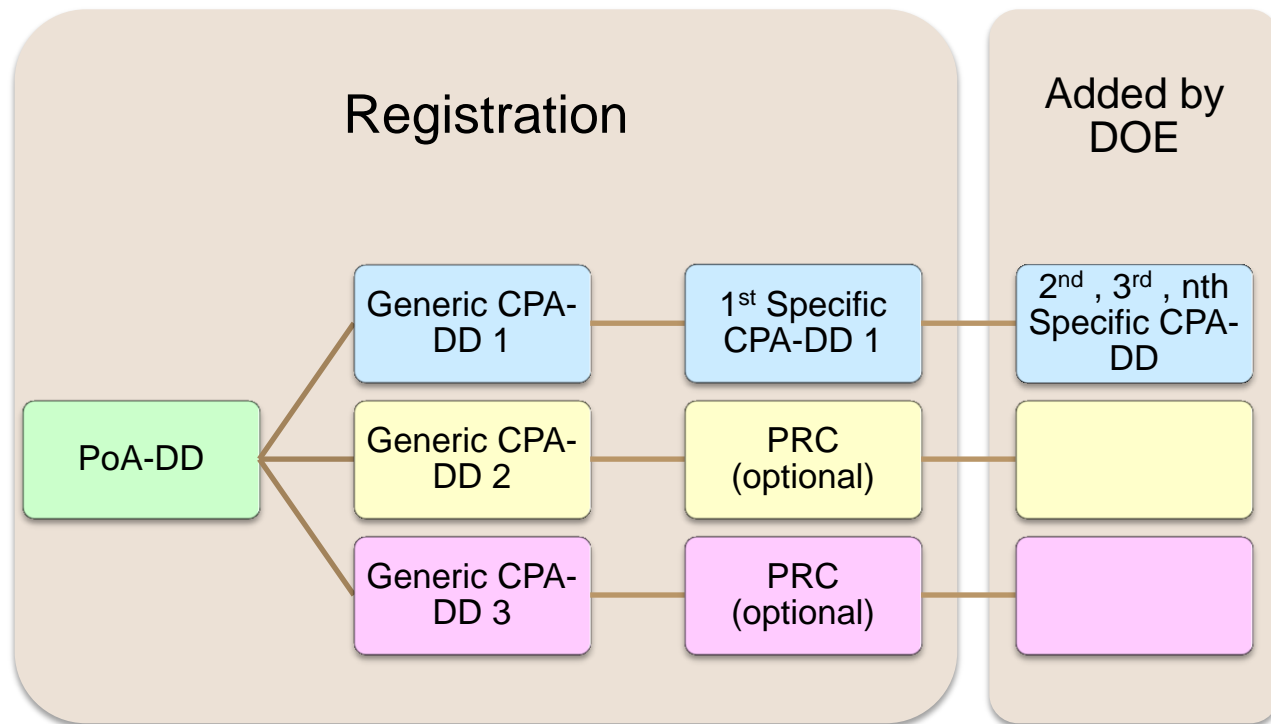 Registration
Added by
DOE
Generic CPA-
DD 1
1st Specific
CPA-DD 1
2nd , 3rd , nth
Specific CPA-
DD
PoA-DD
Generic CPA-
DD 2
PRC
(optional)
Generic CPA-
DD 3
PRC
(optional)